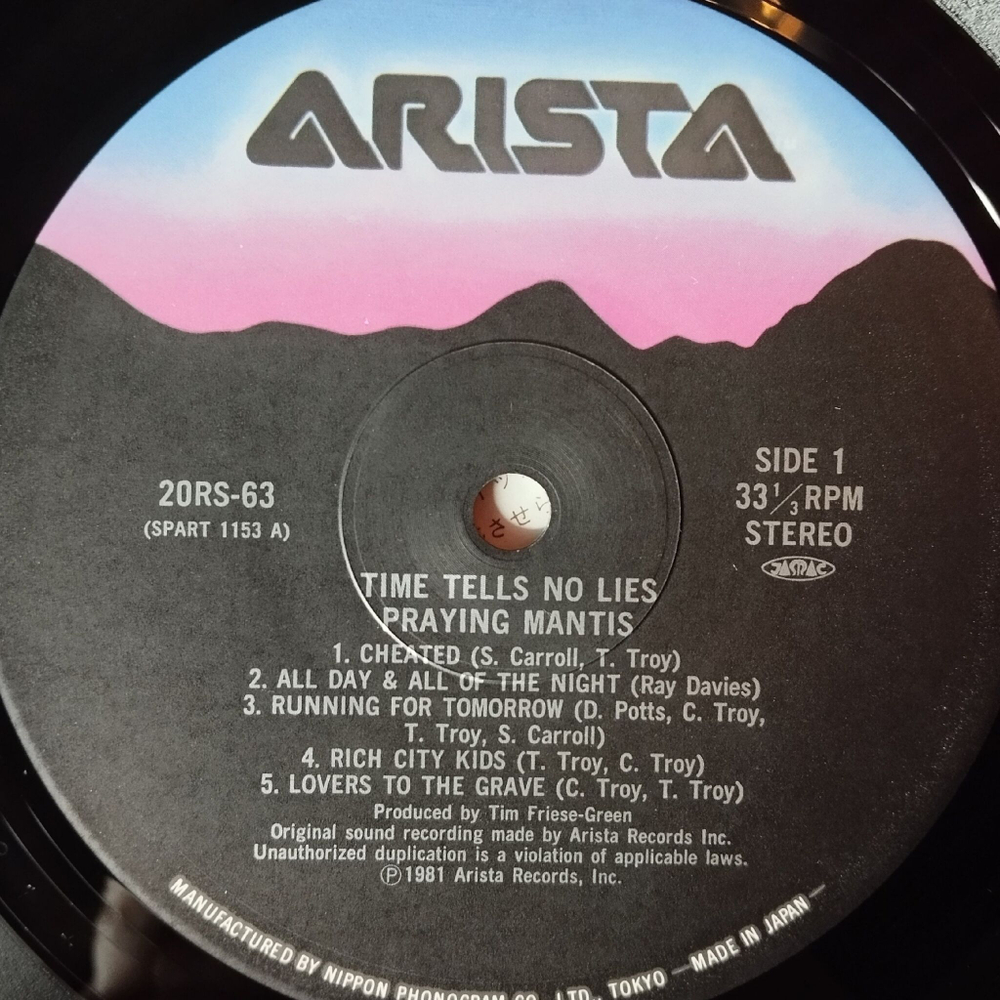 ARISTA
20RS-63
(SPART 1153 A)
SIDE 1
33 1/3 RPM
STEREO
JASRAC
TIME TELLS NO LIES
PRAYING MANTIS
1. CHEATED (S. Carroll, T. Troy)
2. ALL DAY & ALL OF THE NIGHT (Ray Davies)
3. RUNNING FOR TOMORROW (D. Potts, C. Troy,
T. Troy, S. Carroll)
4. RICH CITY KIDS (T. Troy, C. Troy)
5. LOVERS TO THE GRAVE (C. Troy, T. Troy)
Produced by Tim Friese-Green
Original sound recording made by Arista Records Inc.
Unauthorized duplication is a violation of applicable laws.
Ⓟ1981 Arista Records, Inc.
MANUFACTURED BY NIPPON PHONOGRAM CO., LTD., TOKYO —MADE IN JAPAN—